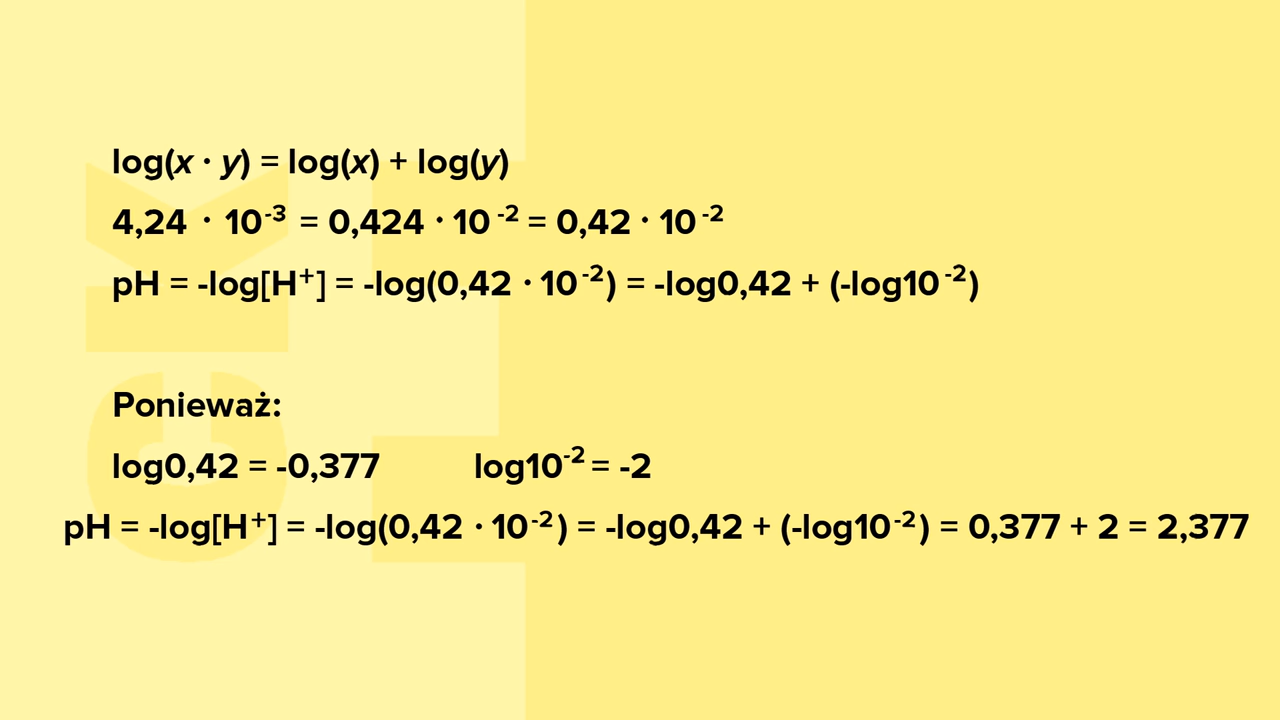 log(x · y) = log(x) + log(y)
4,24 · 10⁻³ = 0,424 · 10⁻² = 0,42 · 10⁻²
pH = -log[H⁺] = -log(0,42 · 10⁻²) = -log0,42 + (-log10⁻²)
Ponieważ:
log0,42 = -0,377 log10⁻² = -2
pH = -log[H⁺] = -log(0,42 · 10⁻²) = -log0,42 + (-log10⁻²) = 0,377 + 2 = 2,377